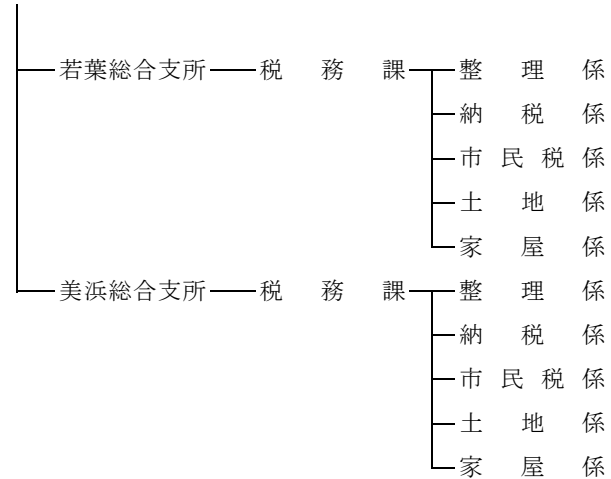 若葉総合支所 税務課 整理係
納税係
市民税係
土地係
家屋係
美浜総合支所 税務課 整理係
納税係
市民税係
土地係
家屋係